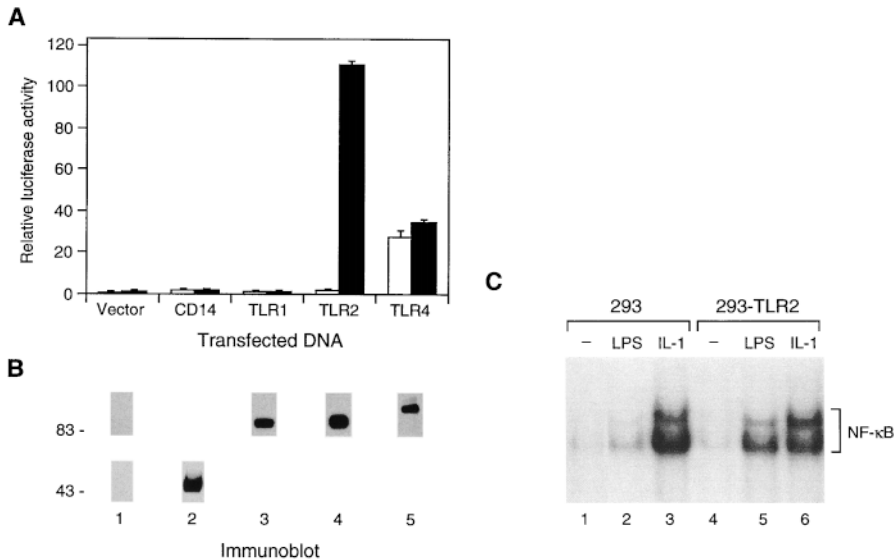 A
120
100
80
60
40
20
0
Relative luciferase activity
Vector CD14 TLR1 TLR2 TLR4
Transfected DNA
B
83 -
43 -
1 2 3 4 5
Immunoblot
C
293 293-TLR2
– LPS IL-1 – LPS IL-1
NF-κB
1 2 3 4 5 6